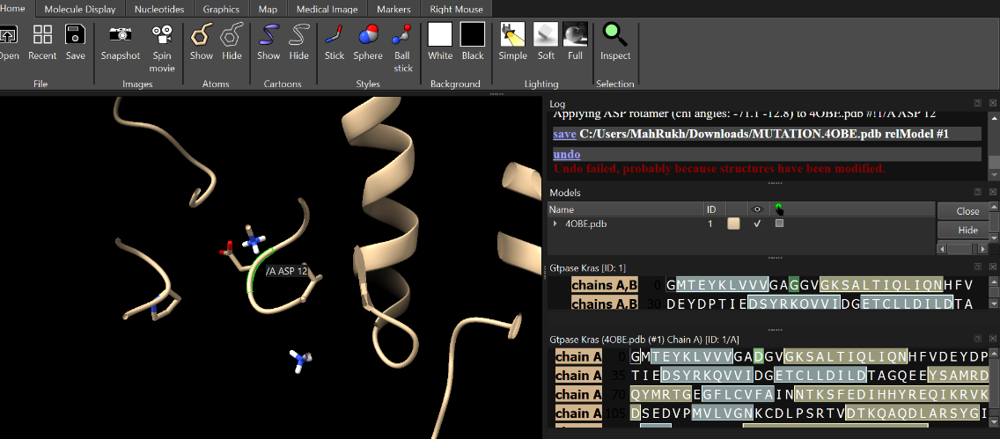 Home Molecule Display Nucleotides Graphics Map Medical Image Markers Right Mouse
Open Recent Save Snapshot Spin movie Show Hide Show Hide Stick Sphere Ball stick White Black Simple Soft Full Inspect
File Images Atoms Cartoons Styles Background Lighting Selection
Log
Applying ASP rotamer (chi angles: -71.1 -12.8) to 4OBE.pdb #!1/A ASP 12
save C:/Users/MahRukh/Downloads/MUTATION.4OBE.pdb relModel #1
undo
Undo failed, probably because structures have been modified.
Models
Name ID
4OBE.pdb 1
Close
Hide
/A ASP 12
Gtpase Kras [ID: 1]
chains A,B 0 GMTEYKLVVVGAGGVGKSALTIQLIQNHFV
chains A,B 30 DEYDPTIEDSYRKQVVIDGETCLLDILDTA
Gtpase Kras (4OBE.pdb (#1) Chain A) [ID: 1/A]
chain A 0 GMTEYKLVVVGADGVGKSALTIQLIQNHFVDEYDP
chain A 35 TIEDSYRKQVVIDGETCLLDILDTAGQEEYSAMRD
chain A 70 QYMRTGEGFLCVFAINNTKSFEDIHHYREQIKRVK
chain A 105 DSEDVPMVLVGNKCDLPSRTVDTKQAQDLARSYGI